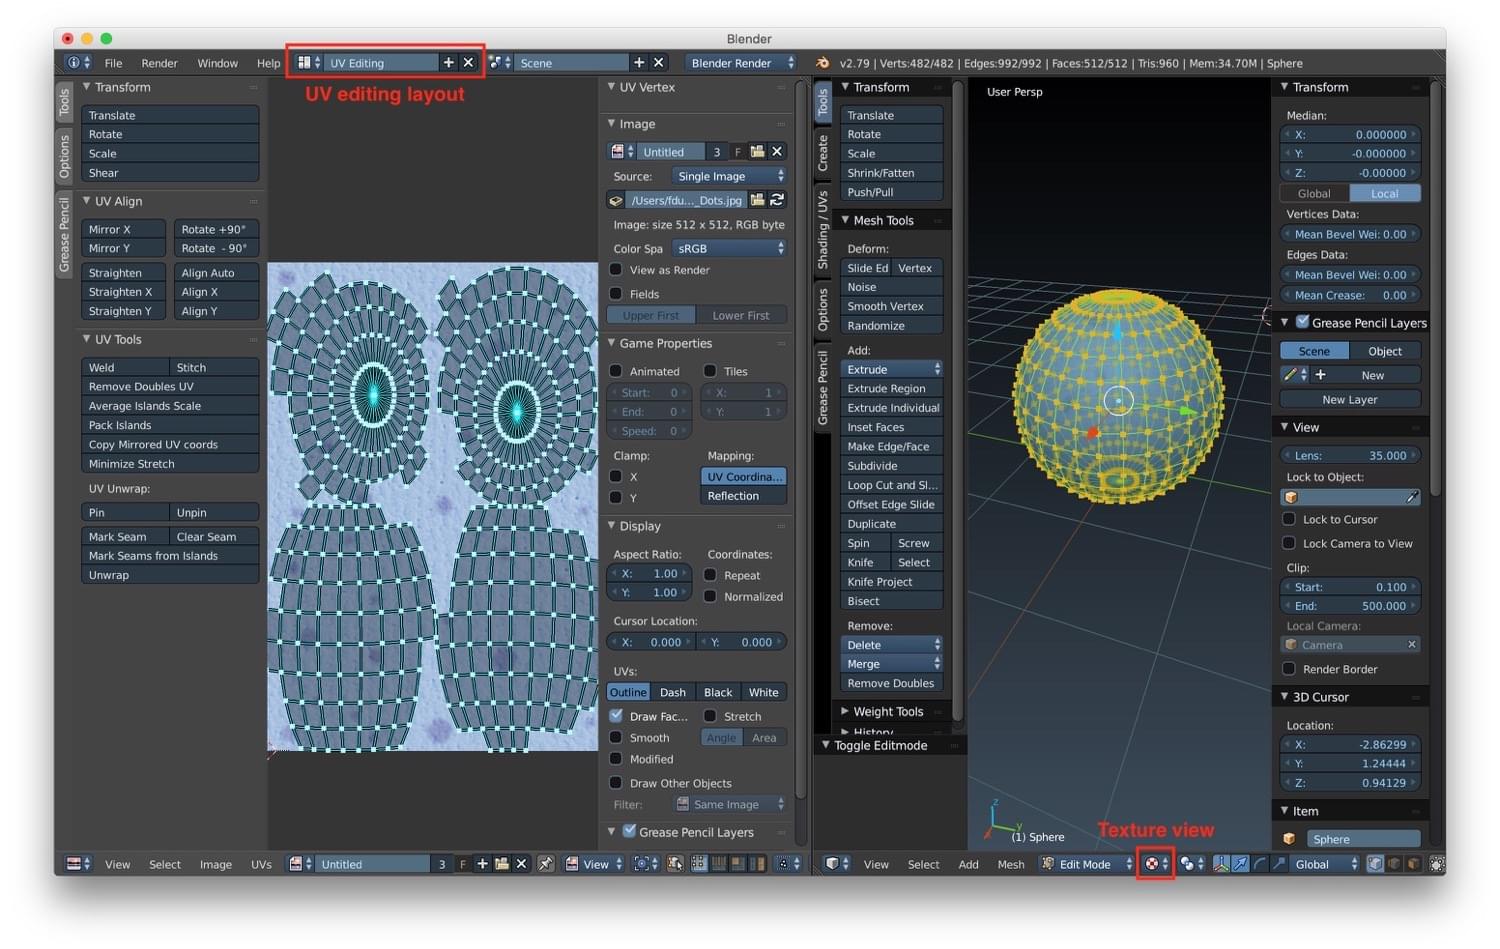 Blender
File Render Window Help UV Editing Scene Blender Render v2.79 | Verts:482/482 | Edges:992/992 | Faces:512/512 | Tris:960 | Mem:34.70M | Sphere
UV editing layout
Tools
Options
Grease Pencil
Transform
Translate
Rotate
Scale
Shear
UV Align
Mirror X Rotate +90°
Mirror Y Rotate - 90°
Straighten Align Auto
Straighten X Align X
Straighten Y Align Y
UV Tools
Weld Stitch
Remove Doubles UV
Average Islands Scale
Pack Islands
Copy Mirrored UV coords
Minimize Stretch
UV Unwrap:
Pin Unpin
Mark Seam Clear Seam
Mark Seams from Islands
Unwrap
UV Vertex
Image
Untitled 3 F
Source: Single Image
/Users/fdu..._Dots.jpg
Image: size 512 x 512, RGB byte
Color Spa sRGB
View as Render
Fields
Upper First Lower First
Game Properties
Animated Tiles
Start: 0 X: 1
End: 0 Y: 1
Speed: 0
Clamp: Mapping:
X UV Coordina...
Y Reflection
Display
Aspect Ratio: Coordinates:
X: 1.00 Repeat
Y: 1.00 Normalized
Cursor Location:
X: 0.000 Y: 0.000
UVs:
Outline Dash Black White
Draw Fac... Stretch
Smooth Angle Area
Modified
Draw Other Objects
Filter: Same Image
Grease Pencil Layers
View Select Image UVs Untitled 3 F View
Tools
Create
Shading / UVs
Options
Grease Pencil
Transform
Translate
Rotate
Scale
Shrink/Fatten
Push/Pull
Mesh Tools
Deform:
Slide Ed Vertex
Noise
Smooth Vertex
Randomize
Add:
Extrude
Extrude Region
Extrude Individual
Inset Faces
Make Edge/Face
Subdivide
Loop Cut and Sl...
Offset Edge Slide
Duplicate
Spin Screw
Knife Select
Knife Project
Bisect
Remove:
Delete
Merge
Remove Doubles
Weight Tools
History
Toggle Editmode
User Persp
z
y
x
(1) Sphere
Texture view
Transform
Median:
X: 0.000000
Y: -0.000000
Z: -0.00000
Global Local
Vertices Data:
Mean Bevel Wei: 0.00
Edges Data:
Mean Bevel Wei: 0.00
Mean Crease: 0.00
Grease Pencil Layers
Scene Object
New
New Layer
View
Lens: 35.000
Lock to Object:
Lock to Cursor
Lock Camera to View
Clip:
Start: 0.100
End: 500.000
Local Camera:
Camera
Render Border
3D Cursor
Location:
X: -2.86299
Y: 1.24444
Z: 0.94129
Item
Sphere
View Select Add Mesh Edit Mode Global